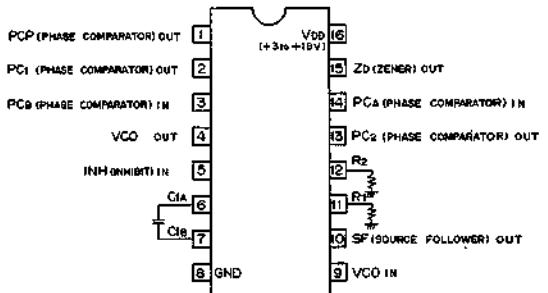 PCP (PHASE COMPARATOR) OUT
1
PC1 (PHASE COMPARATOR) OUT
2
PCB (PHASE COMPARATOR) IN
3
VCO OUT
4
INH (INHIBIT) IN
5
C1A
6
C1B
7
8
GND
VDD
16
[+3 to +18V]
15
ZD (ZENER) OUT
14
PCA (PHASE COMPARATOR) IN
13
PC2 (PHASE COMPARATOR) OUT
12
R2
11
R1
10
SF (SOURCE FOLLOWER) OUT
9
VCO IN